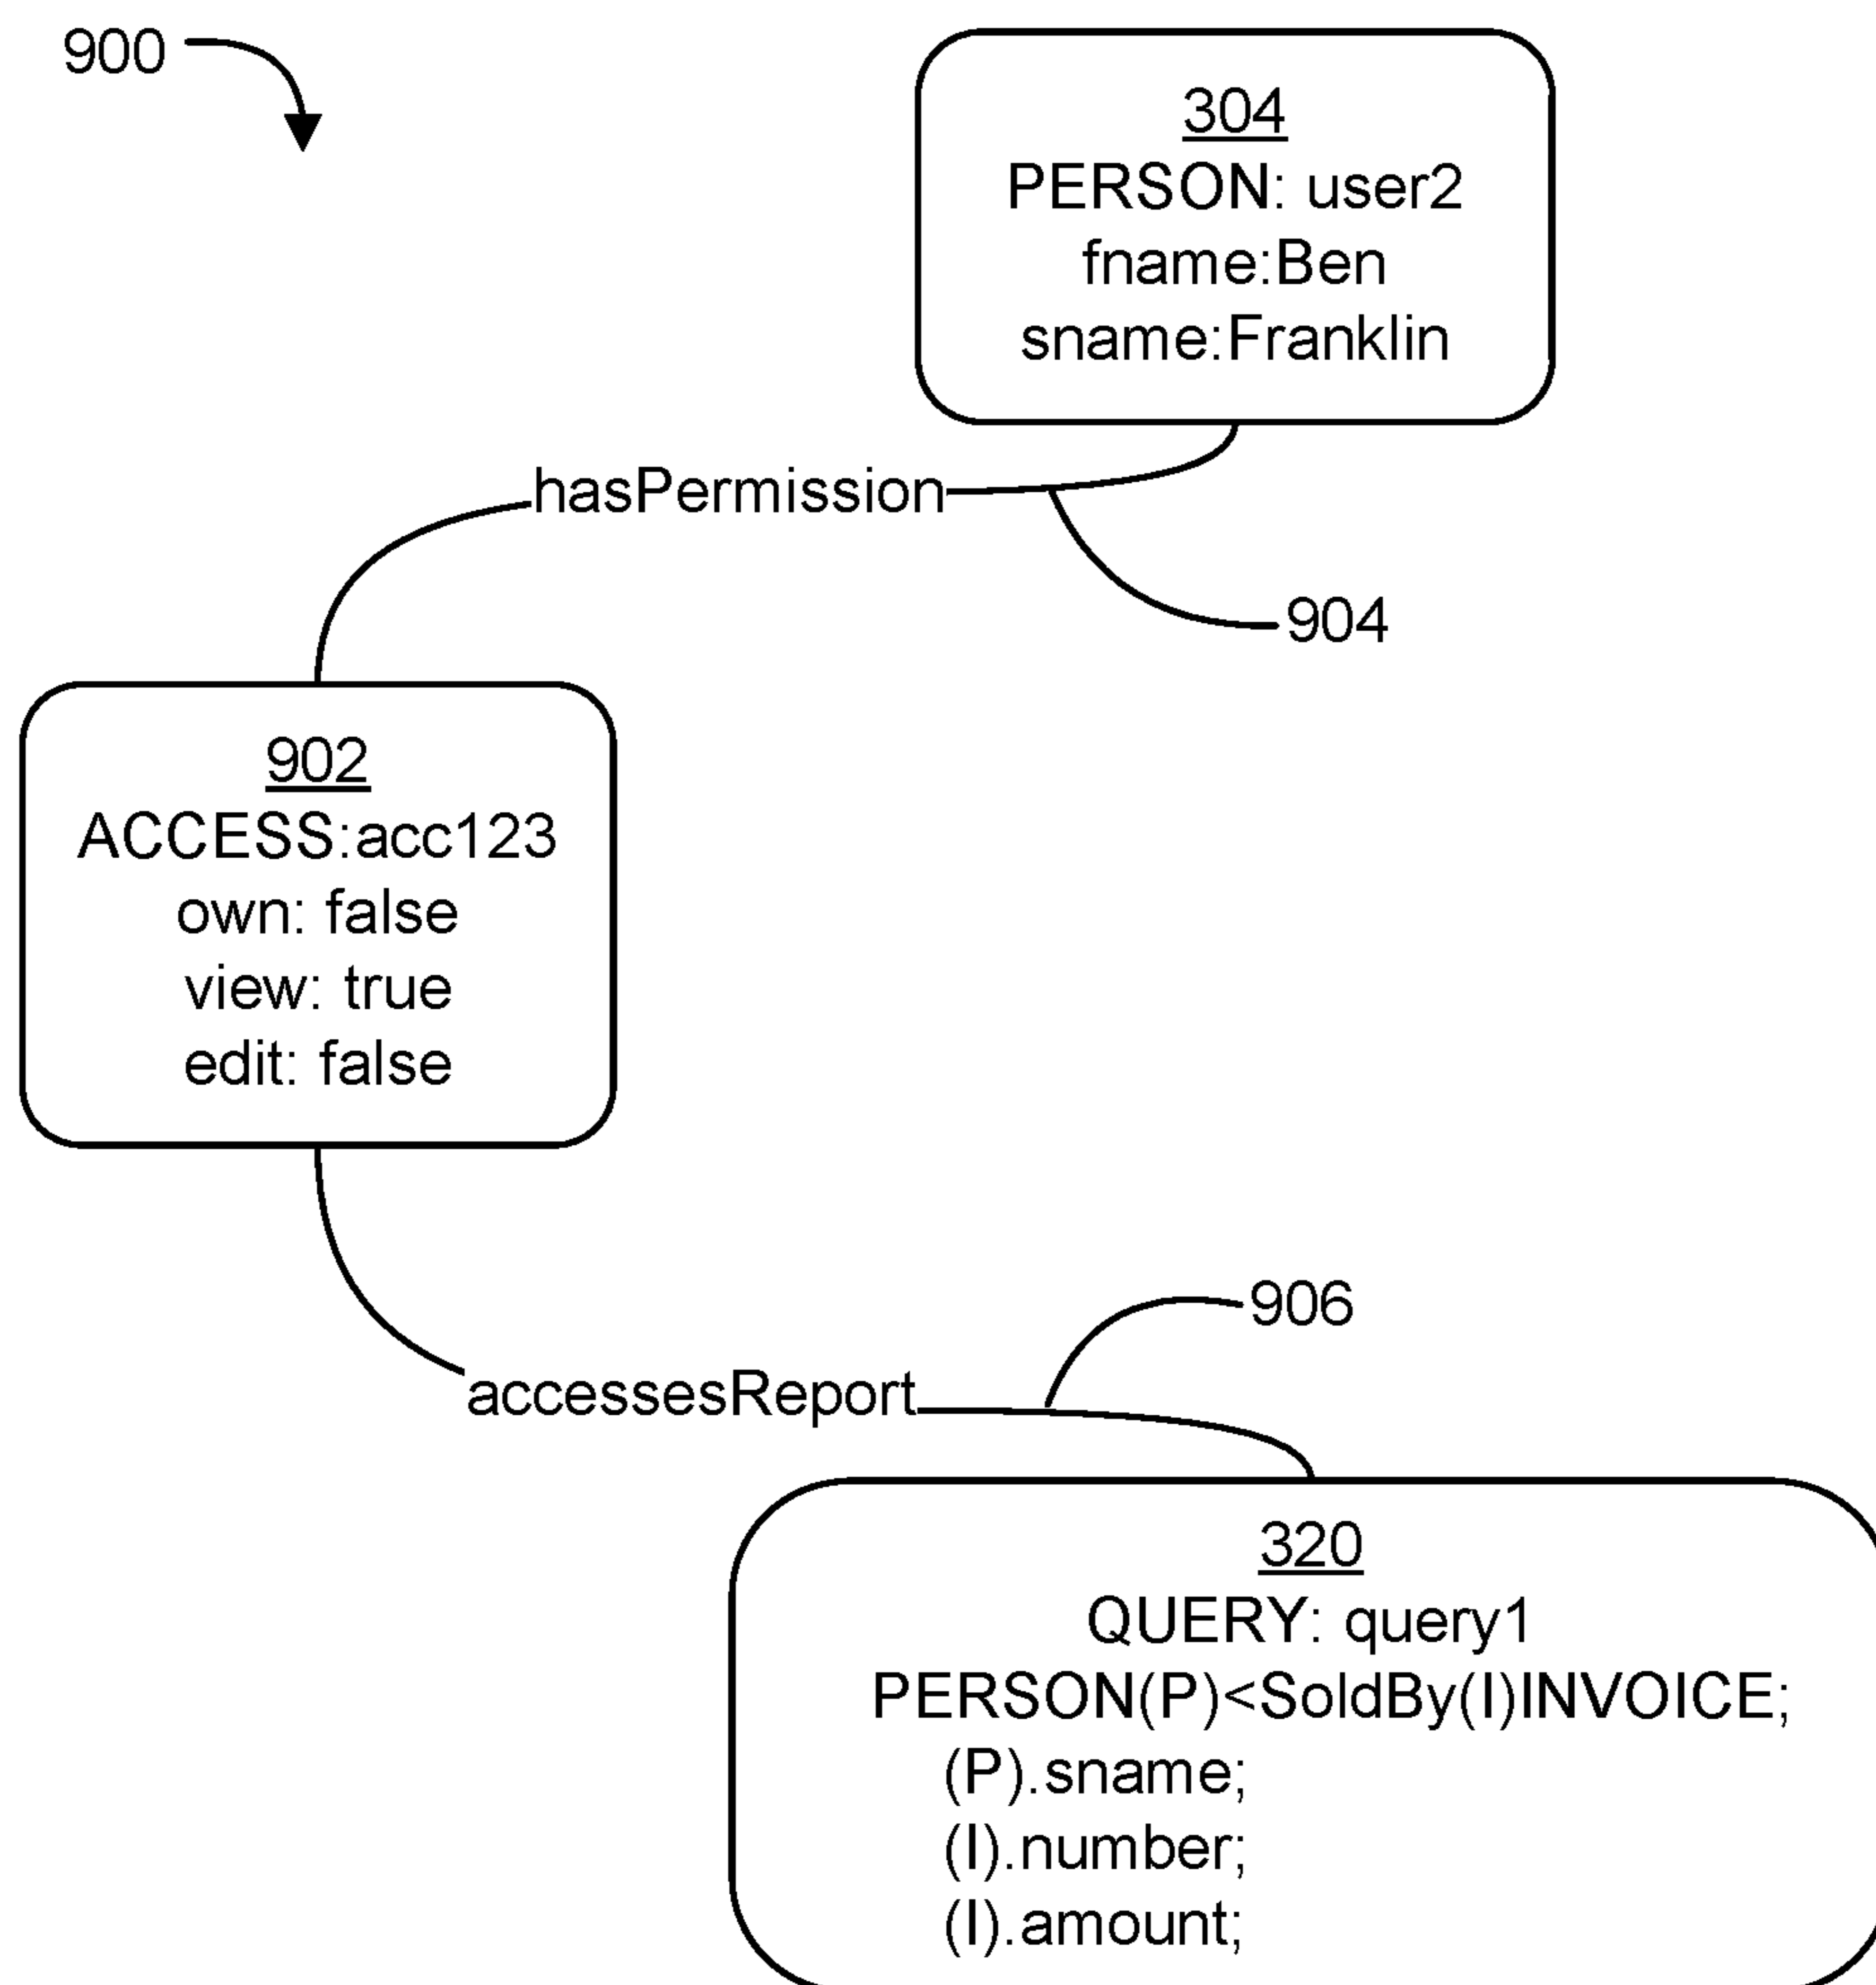 900
304
PERSON: user2
fname:Ben
sname:Franklin
hasPermission
904
902
ACCESS:acc123
own: false
view: true
edit: false
906
accessesReport
320
QUERY: query1
PERSON(P)<SoldBy(I)INVOICE;
(P).sname;
(I).number;
(I).amount;